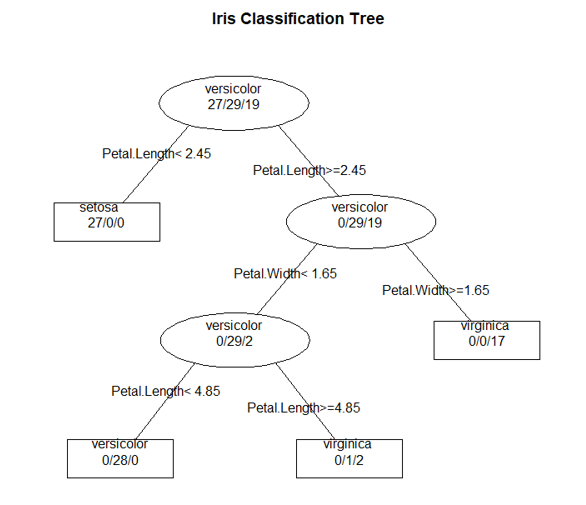 Iris Classification Tree
versicolor
27/29/19
Petal.Length< 2.45
Petal.Length>=2.45
setosa
27/0/0
versicolor
0/29/19
Petal.Width< 1.65
Petal.Width>=1.65
versicolor
0/29/2
virginica
0/0/17
Petal.Length< 4.85
Petal.Length>=4.85
versicolor
0/28/0
virginica
0/1/2